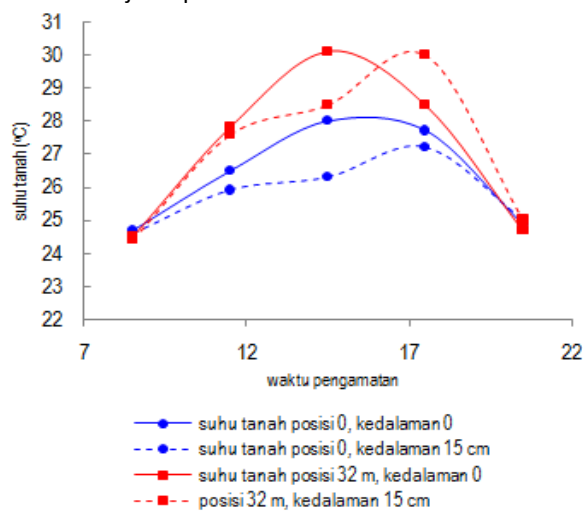 31
30
29
28
27
26
25
24
23
22
suhu tanah (ºC)
7 12 17 22
waktu pengamatan
suhu tanah posisi 0, kedalaman 0
suhu tanah posisi 0, kedalaman 15 cm
suhu tanah posisi 32 m, kedalaman 0
posisi 32 m, kedalaman 15 cm